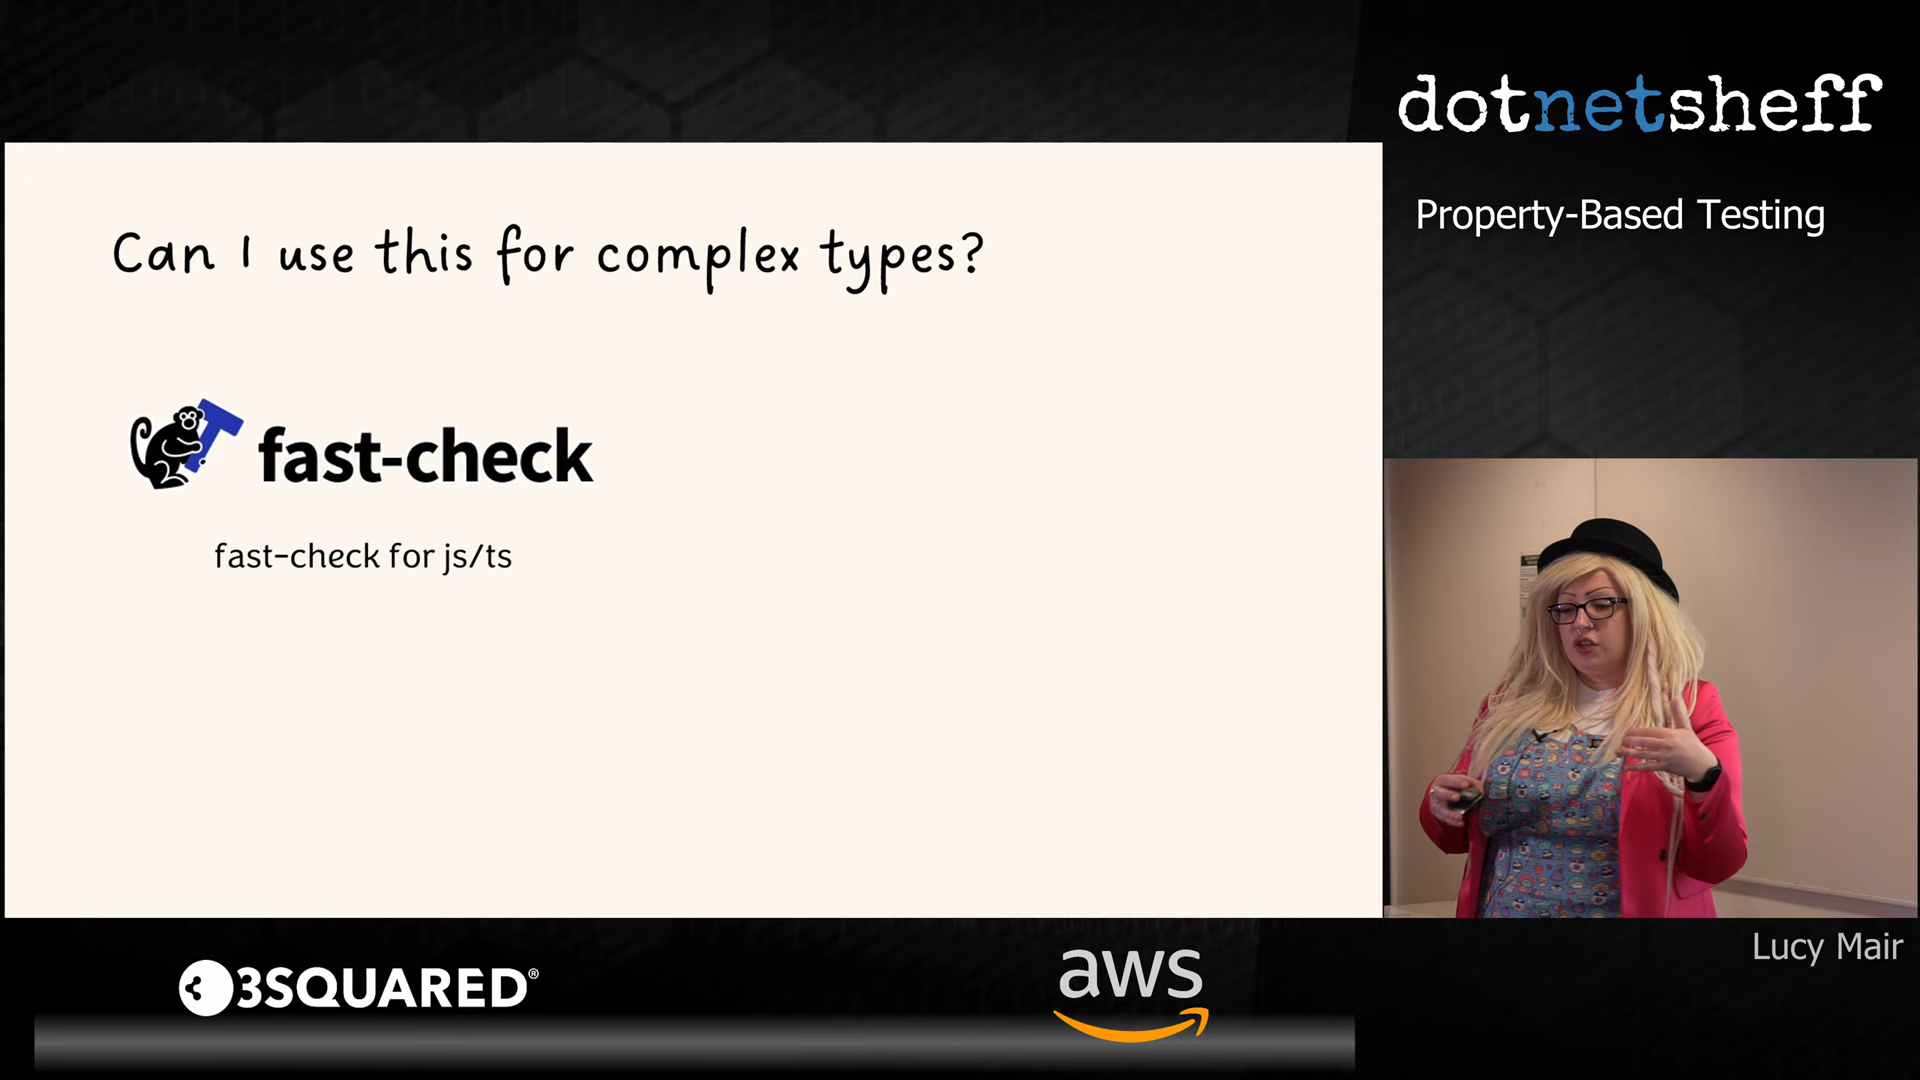 dotnetsheff
Property-Based Testing
Can I use this for complex types?
fast-check
fast-check for js/ts
Lucy Mair
3SQUARED®
aws